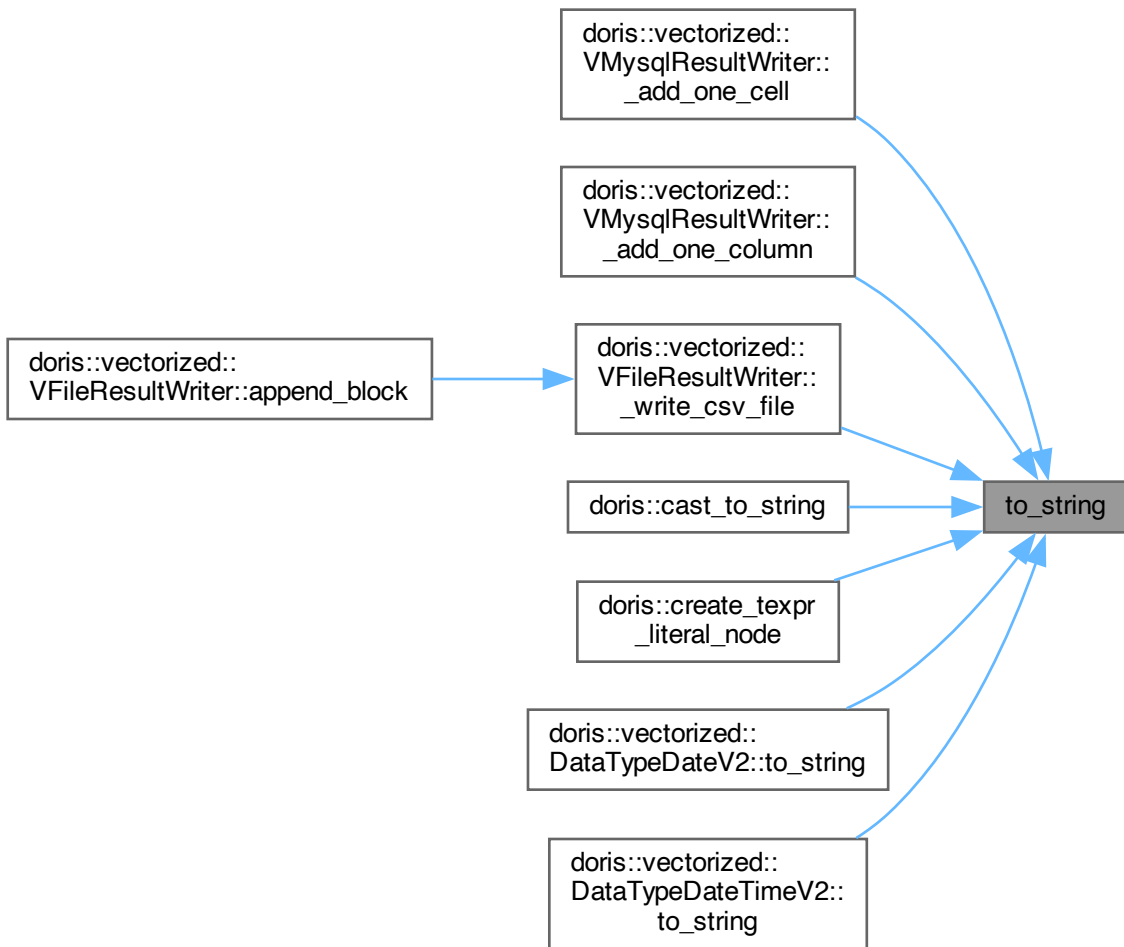 doris::vectorized::
VMysqlResultWriter::
_add_one_cell
doris::vectorized::
VMysqlResultWriter::
_add_one_column
doris::vectorized::
VFileResultWriter::append_block
doris::vectorized::
VFileResultWriter::
_write_csv_file
doris::cast_to_string
to_string
doris::create_texpr
_literal_node
doris::vectorized::
DataTypeDateV2::to_string
doris::vectorized::
DataTypeDateTimeV2::
to_string